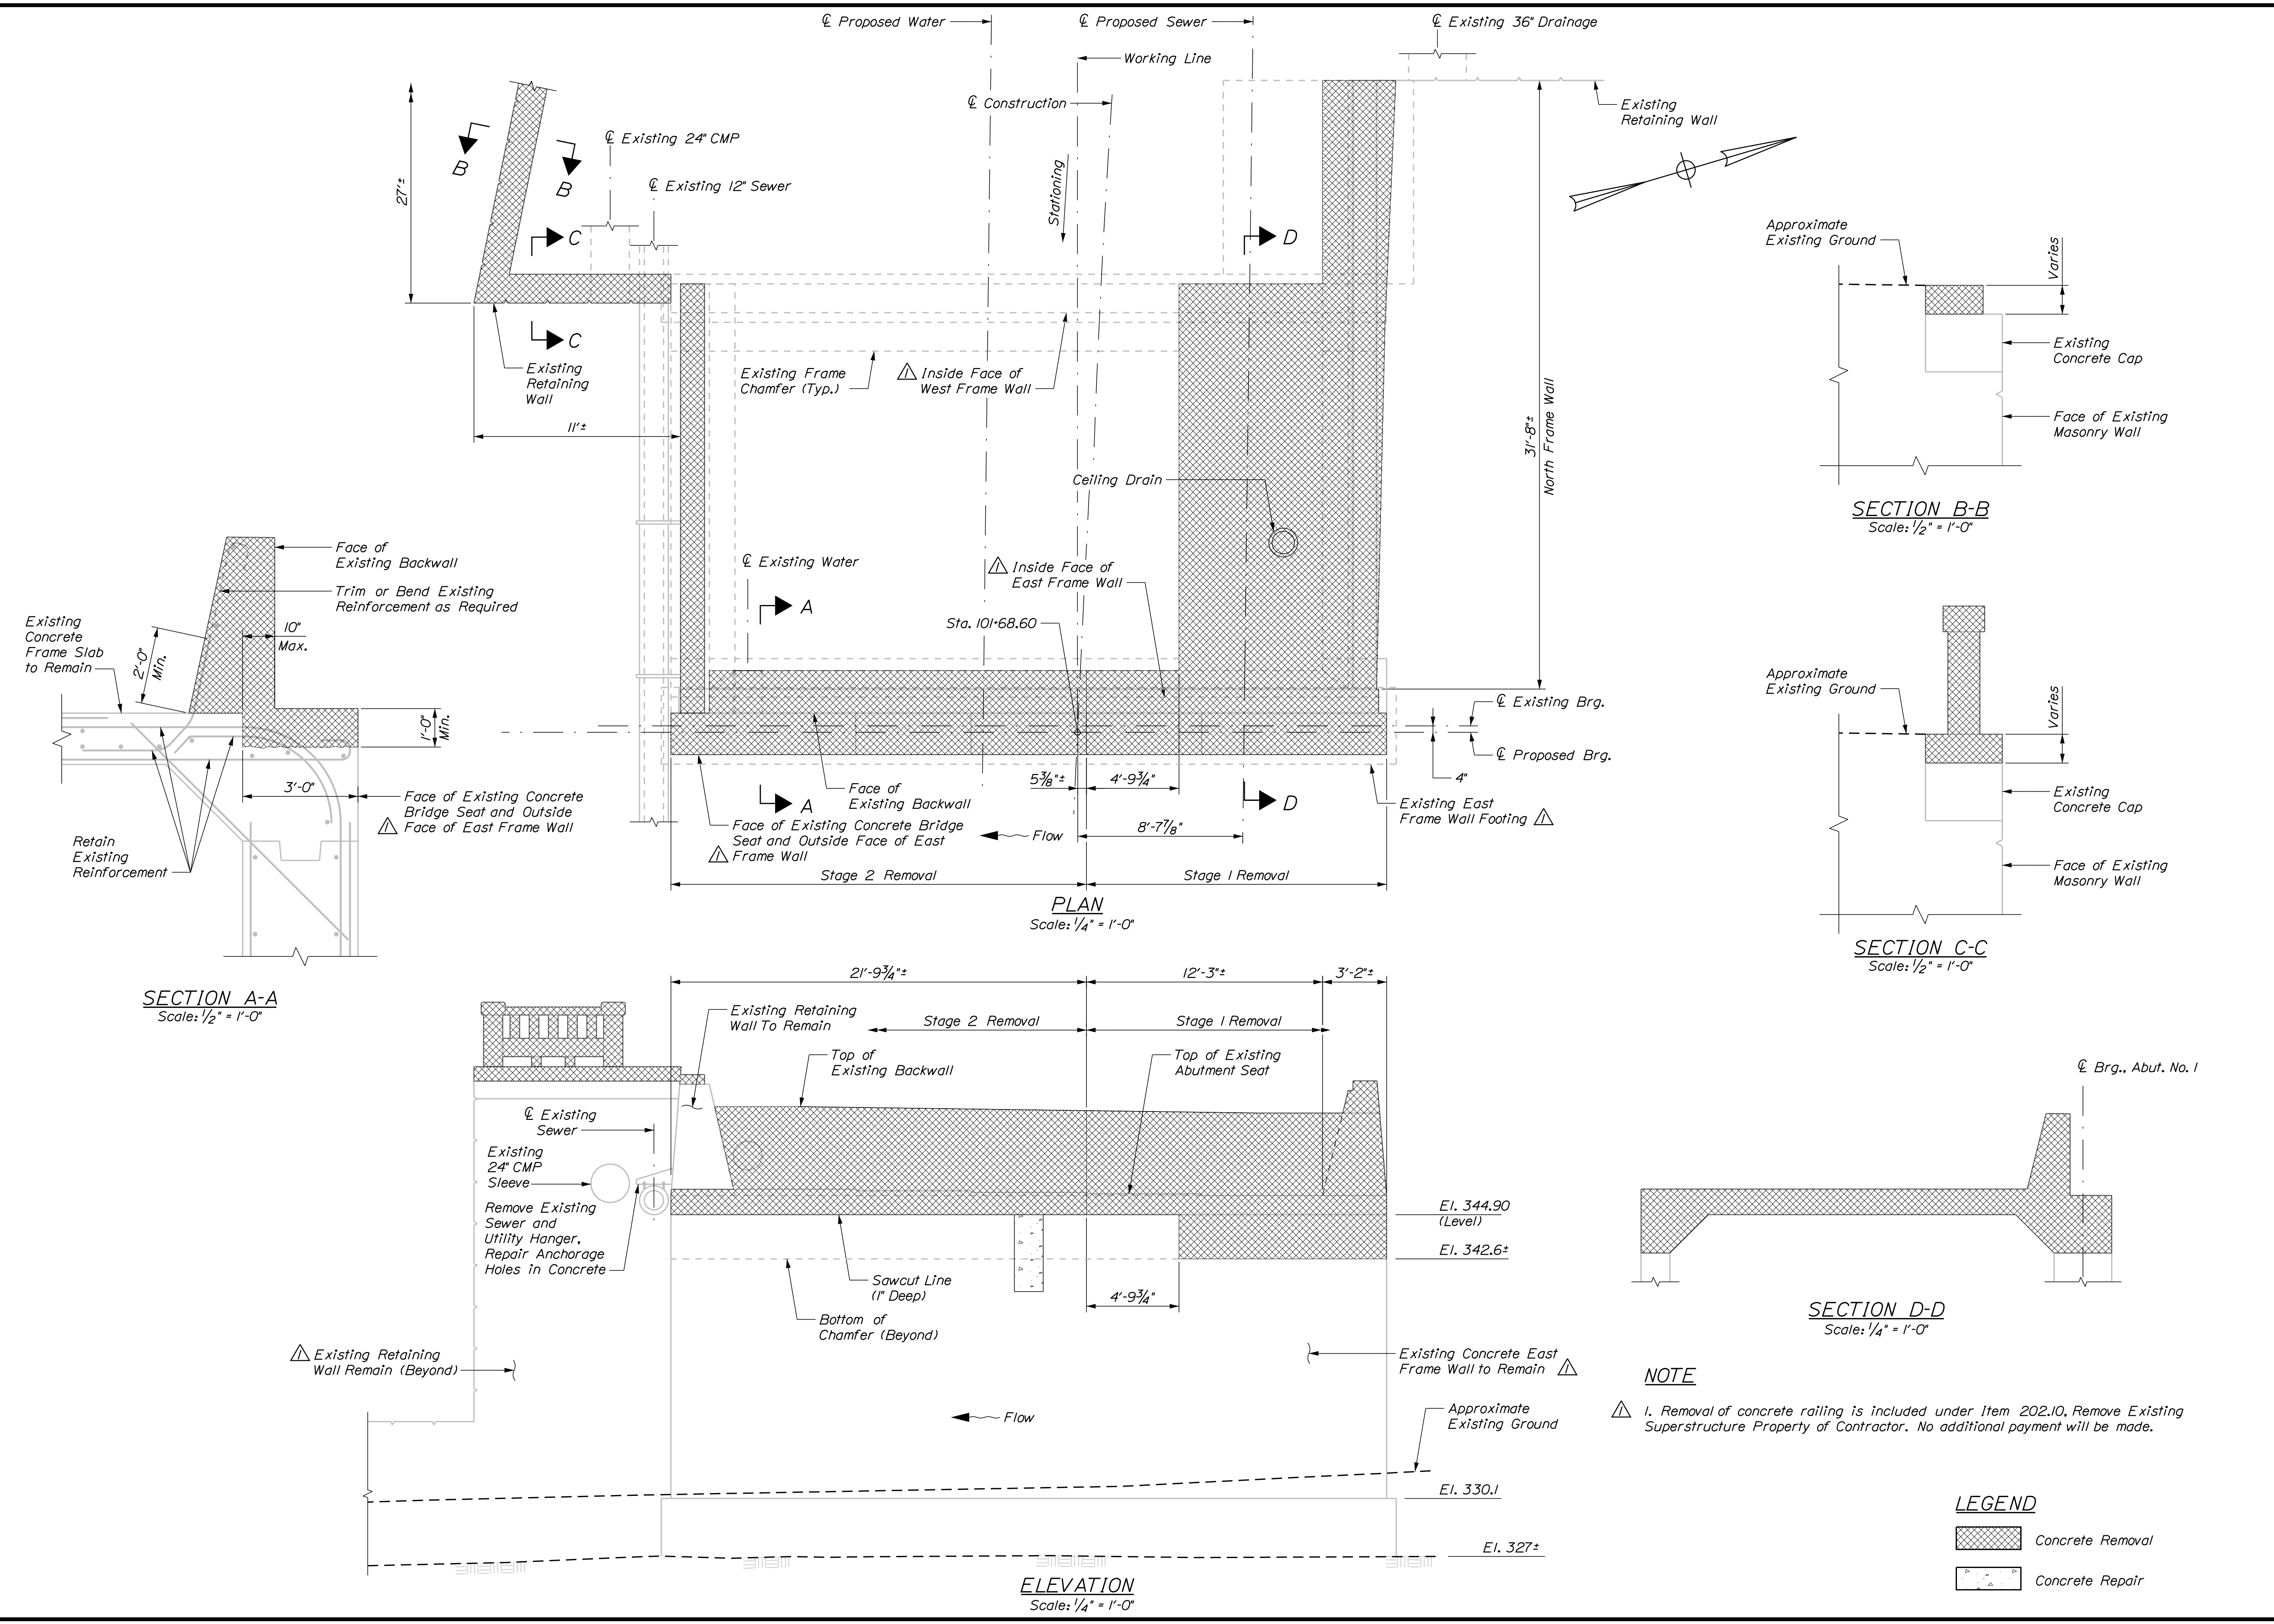 ℄ Proposed Water
℄ Proposed Sewer
℄ Existing 36" Drainage
Working Line
℄ Construction
Existing
Retaining Wall
B
B
27'±
℄ Existing 24" CMP
℄ Existing 12" Sewer
Stationing
C
D
C
Existing
Retaining
Wall
Existing Frame
Chamfer (Typ.)
1 Inside Face of
West Frame Wall
11'±
31'-8"±
North Frame Wall
Ceiling Drain
℄ Existing Water
1 Inside Face of
East Frame Wall
A
Sta. 101+68.60
℄ Existing Brg.
℄ Proposed Brg.
5⅜"±
4'-9¾"
4"
A
D
Face of
Existing Backwall
Existing East
Frame Wall Footing 1
Face of Existing Concrete Bridge
Seat and Outside Face of East
1 Frame Wall
Flow
8'-7⅞"
Stage 2 Removal
Stage 1 Removal
PLAN
Scale: 1/4" = 1'-0"
Approximate
Existing Ground
Varies
Existing
Concrete Cap
Face of Existing
Masonry Wall
SECTION B-B
Scale: 1/2" = 1'-0"
Approximate
Existing Ground
Varies
Existing
Concrete Cap
Face of Existing
Masonry Wall
SECTION C-C
Scale: 1/2" = 1'-0"
Face of
Existing Backwall
Trim or Bend Existing
Reinforcement as Required
Existing
Concrete
Frame Slab
to Remain
2'-0"
Min.
10"
Max.
1'-0"
Min.
3'-0"
Face of Existing Concrete
Bridge Seat and Outside
1 Face of East Frame Wall
Retain
Existing
Reinforcement
SECTION A-A
Scale: 1/2" = 1'-0"
21'-9¾"±
12'-3"±
3'-2"±
Existing Retaining
Wall To Remain
Stage 2 Removal
Stage 1 Removal
Top of
Existing Backwall
Top of Existing
Abutment Seat
℄ Existing
Sewer
Existing
24" CMP
Sleeve
Remove Existing
Sewer and
Utility Hanger,
Repair Anchorage
Holes in Concrete
El. 344.90
(Level)
El. 342.6±
Sawcut Line
(1" Deep)
4'-9¾"
Bottom of
Chamfer (Beyond)
1 Existing Retaining
Wall Remain (Beyond)
Existing Concrete East
Frame Wall to Remain 1
Flow
Approximate
Existing Ground
El. 330.1
El. 327±
ELEVATION
Scale: 1/4" = 1'-0"
℄ Brg., Abut. No. 1
SECTION D-D
Scale: 1/4" = 1'-0"
NOTE
1 1. Removal of concrete railing is included under Item 202.10, Remove Existing
Superstructure Property of Contractor. No additional payment will be made.
LEGEND
Concrete Removal
Concrete Repair